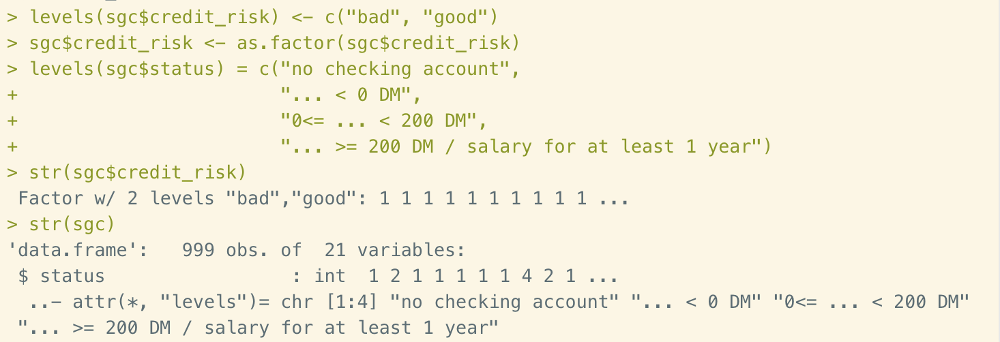 > levels(sgc$credit_risk) <- c("bad", "good")
> sgc$credit_risk <- as.factor(sgc$credit_risk)
> levels(sgc$status) = c("no checking account",
+                         "... < 0 DM",
+                         "0<= ... < 200 DM",
+                         "... >= 200 DM / salary for at least 1 year")
> str(sgc$credit_risk)
 Factor w/ 2 levels "bad","good": 1 1 1 1 1 1 1 1 1 1 ...
> str(sgc)
'data.frame':   999 obs. of  21 variables:
 $ status                 : int  1 2 1 1 1 1 1 4 2 1 ...
  ..- attr(*, "levels")= chr [1:4] "no checking account" "... < 0 DM" "0<= ... < 200 DM"
 "... >= 200 DM / salary for at least 1 year"